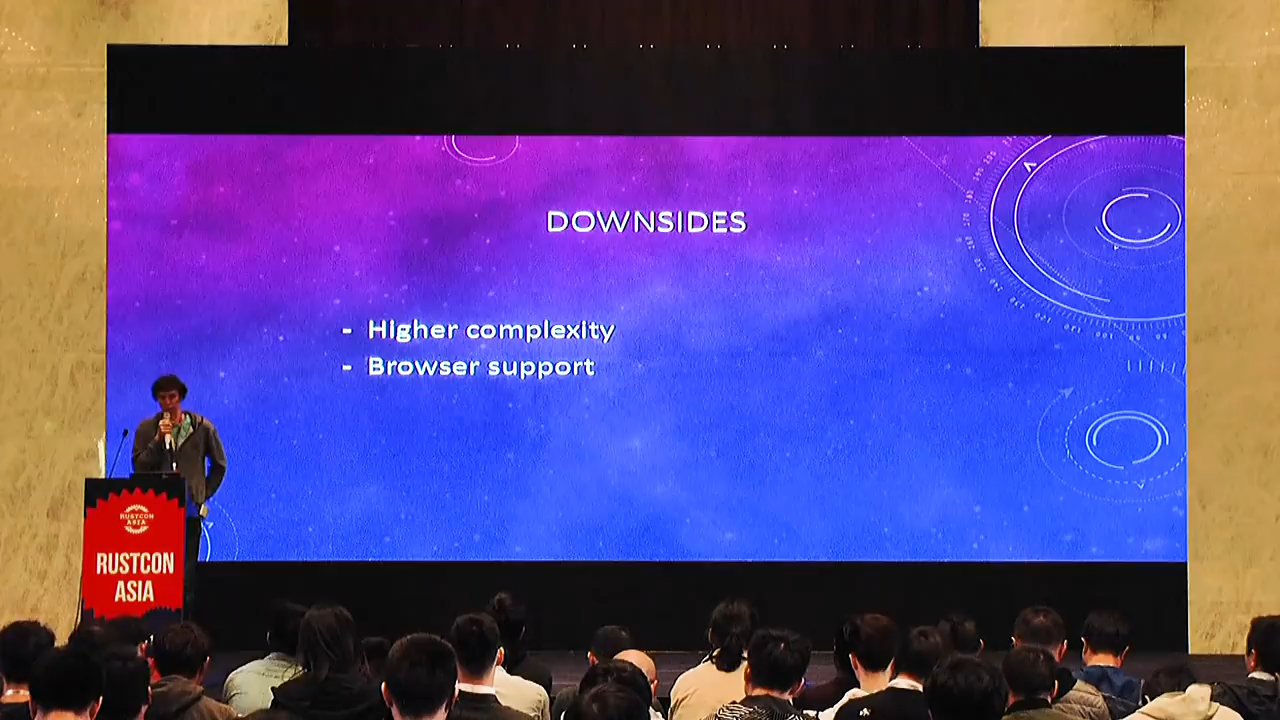 DOWNSIDES
- Higher complexity
- Browser support
RUSTCON
ASIA
RUSTCON
ASIA